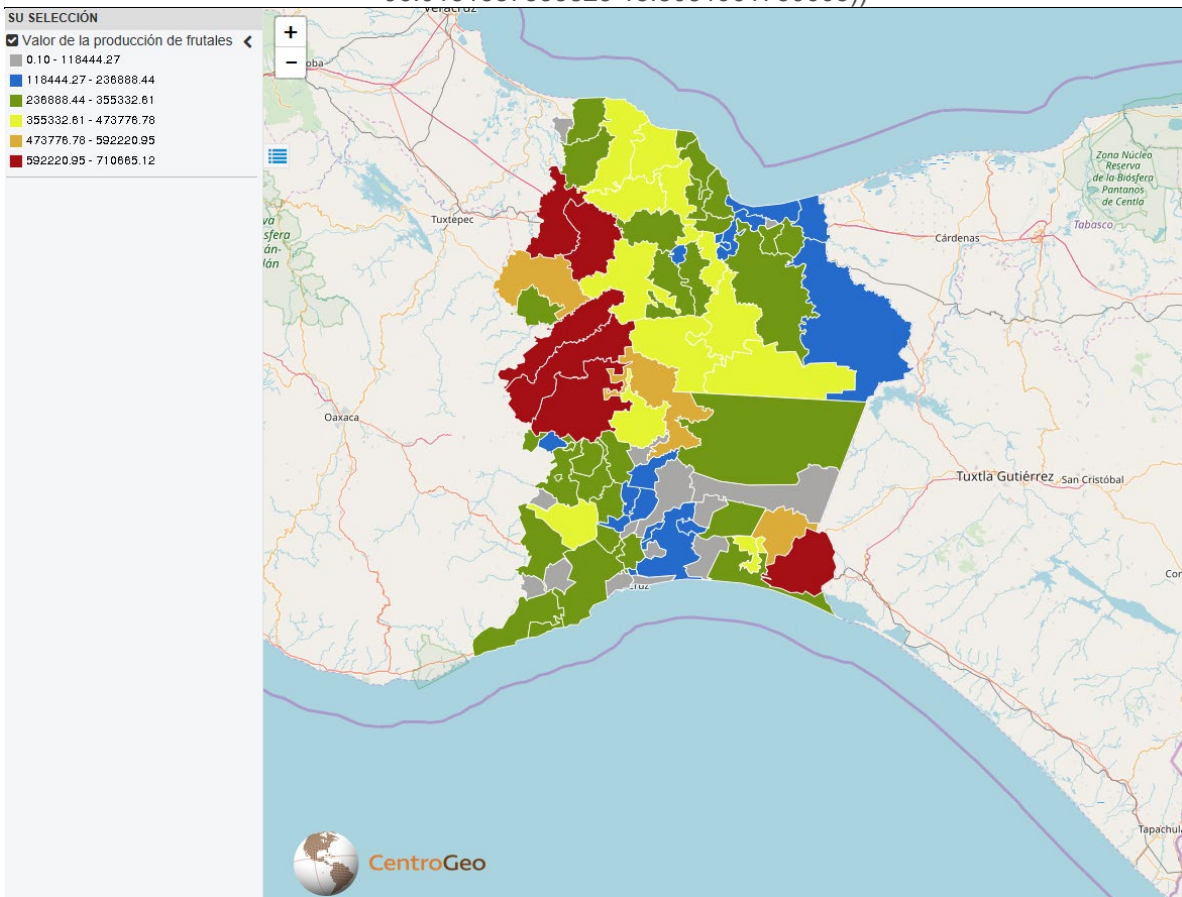 SU SELECCIÓN
Valor de la producción de frutales
0.10 - 118444.27
118444.27 - 236888.44
236888.44 - 355332.61
355332.61 - 473776.78
473776.78 - 592220.95
592220.95 - 710665.12
+
−
Veracruz
Zona Núcleo
Reserva
de la Biósfera
Pantanos
de Centla
Tabasco
Tuxtepec
Cárdenas
Oaxaca
Tuxtla Gutiérrez
San Cristóbal
Tapachula
CentroGeo